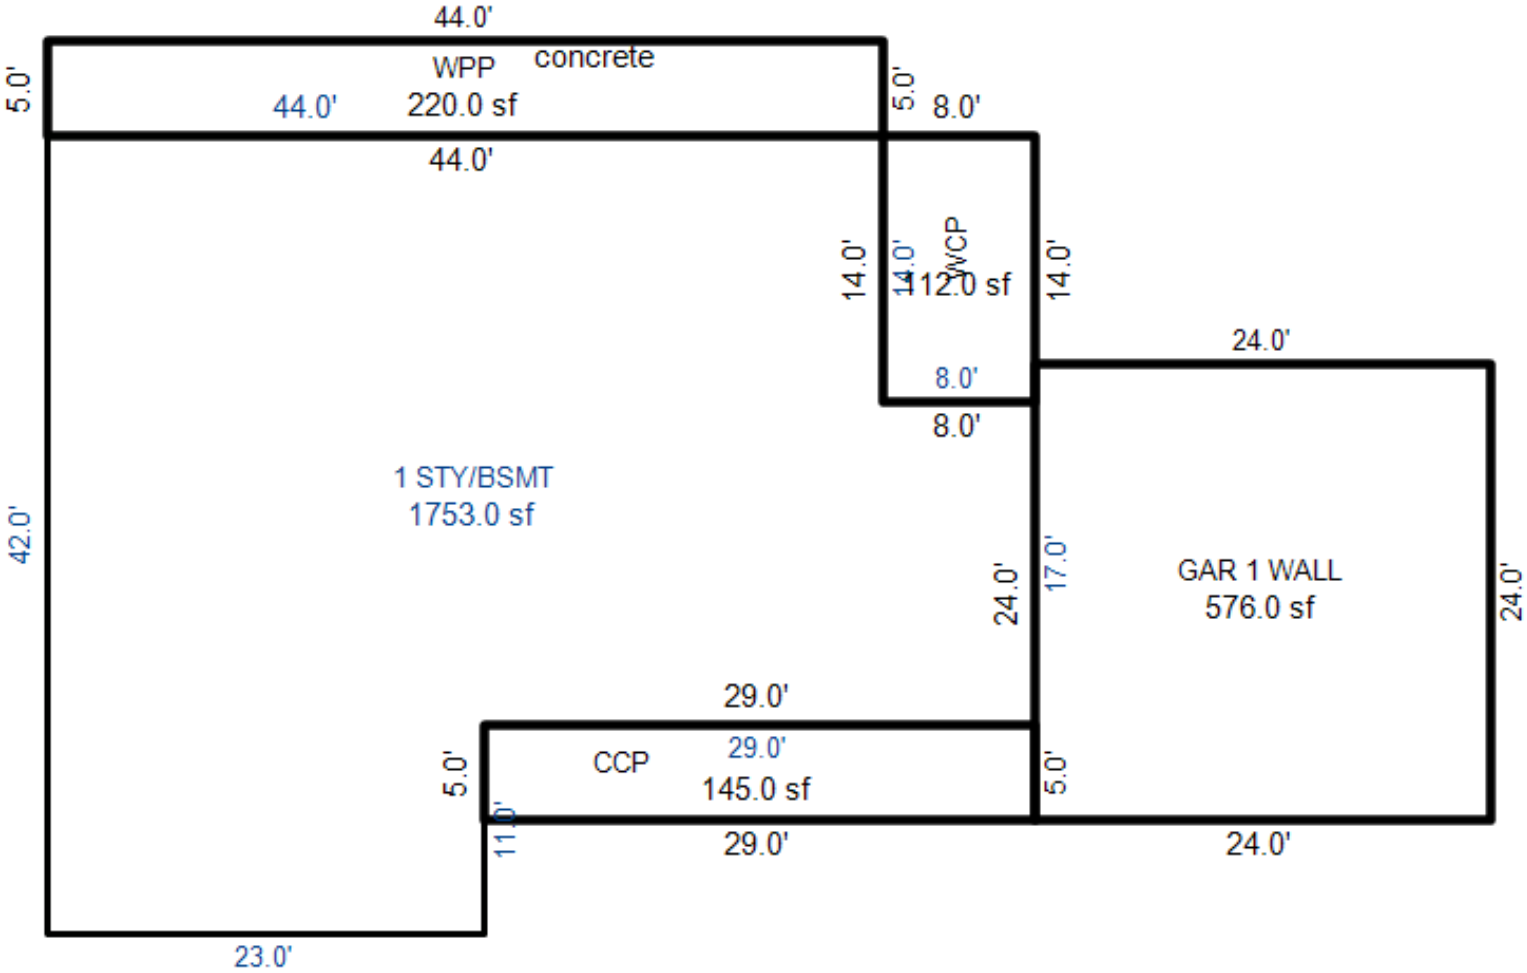 44.0'
concrete
WPP
5.0'
5.0'
44.0'
220.0 sf
8.0'
44.0'
14.0'
14.0'
WCP
112.0 sf
14.0'
24.0'
8.0'
8.0'
1 STY/BSMT
1753.0 sf
42.0'
24.0'
17.0'
GAR 1 WALL
576.0 sf
24.0'
29.0'
29.0'
CCP
5.0'
5.0'
145.0 sf
11.0'
29.0'
24.0'
23.0'